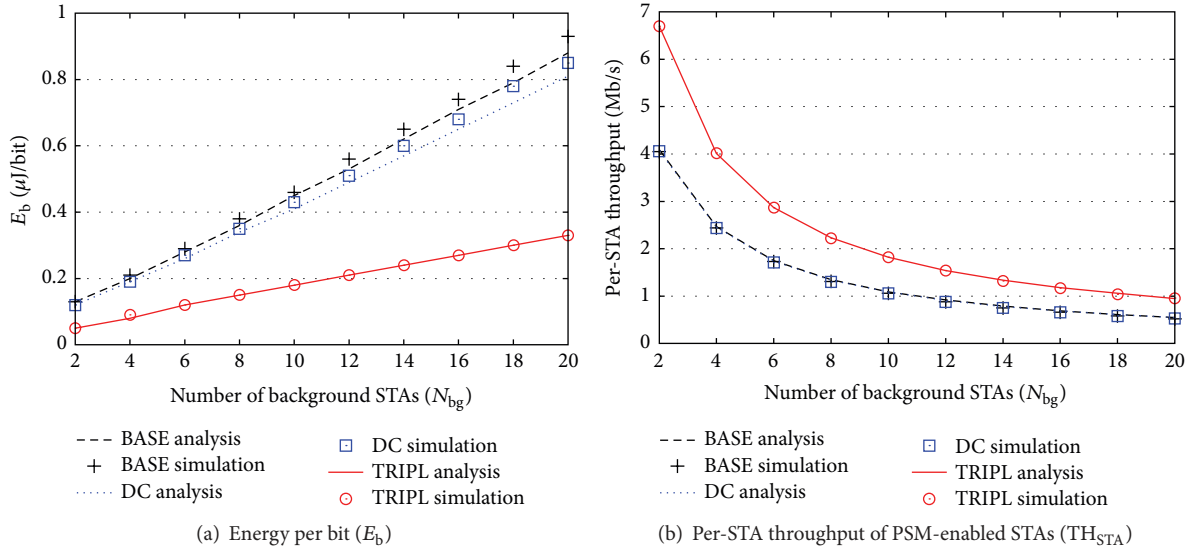 1
0.8
0.6
0.4
0.2
0
E_b (μJ/bit)
2 4 6 8 10 12 14 16 18 20
Number of background STAs (N_bg)
BASE analysis
BASE simulation
DC analysis
DC simulation
TRIPL analysis
TRIPL simulation
(a) Energy per bit (E_b)
7
6
5
4
3
2
1
0
Per-STA throughput (Mb/s)
2 4 6 8 10 12 14 16 18 20
Number of background STAs (N_bg)
BASE analysis
BASE simulation
DC analysis
DC simulation
TRIPL analysis
TRIPL simulation
(b) Per-STA throughput of PSM-enabled STAs (TH_STA)